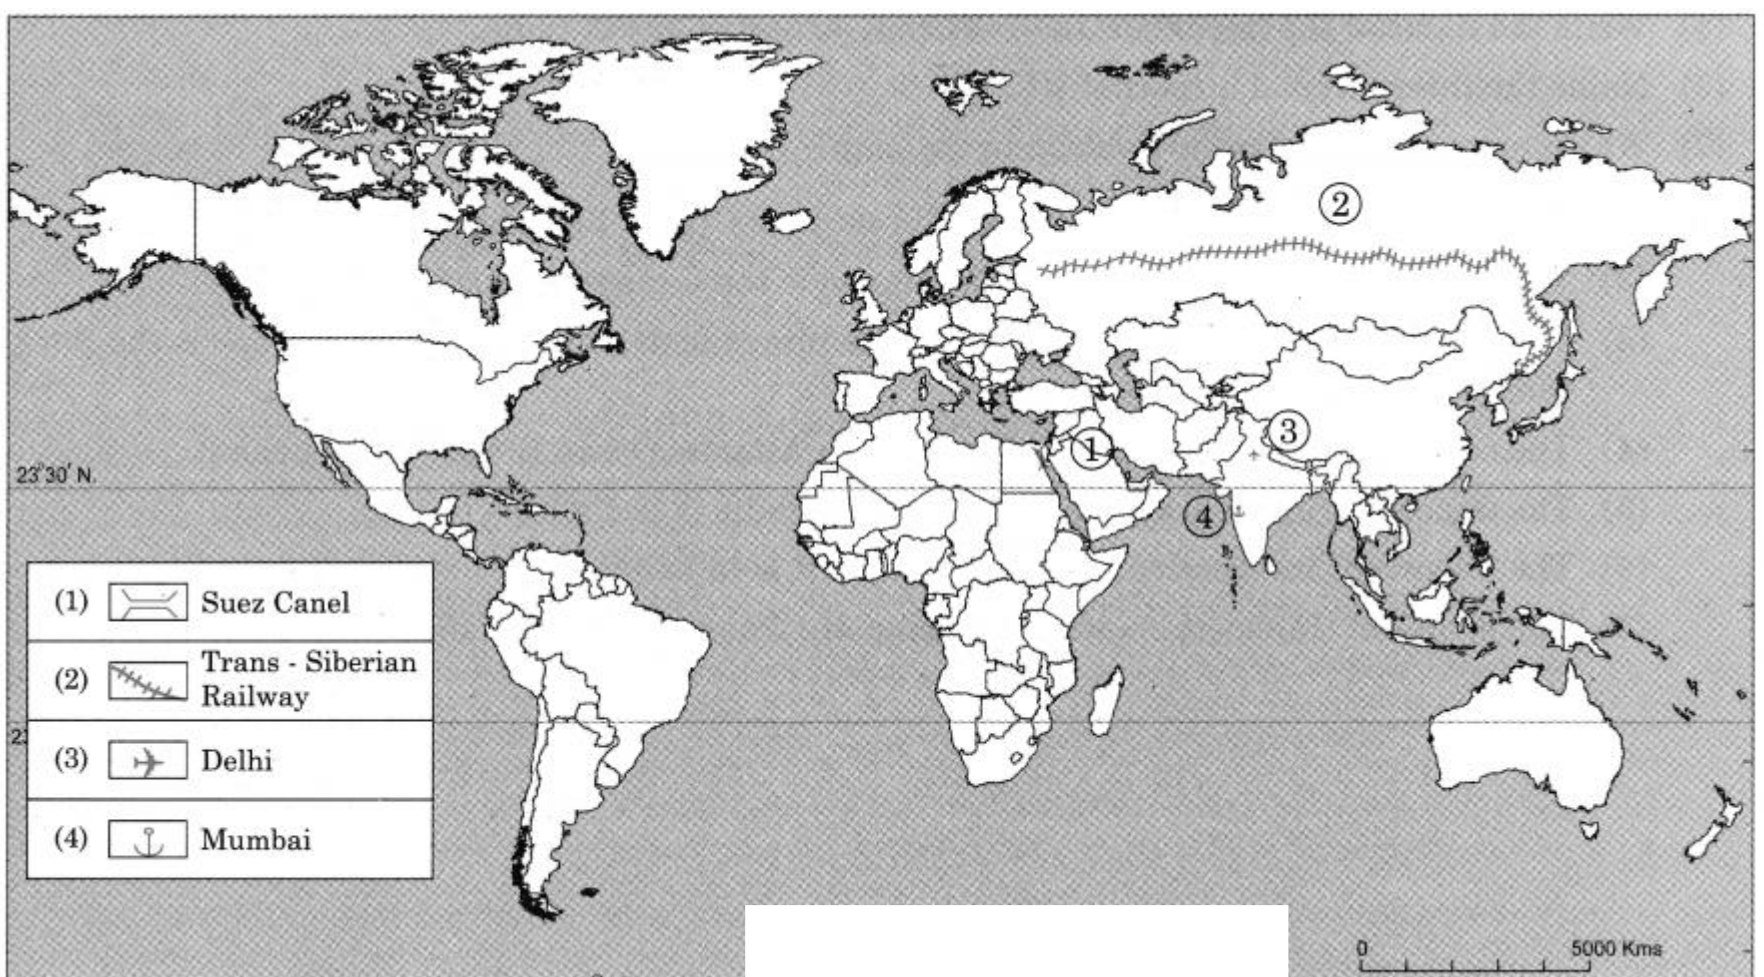 ②
①
③
23°30′ N.
④
(1) Suez Canel
(2) Trans - Siberian
Railway
23
(3) Delhi
(4) Mumbai
0 5000 Kms